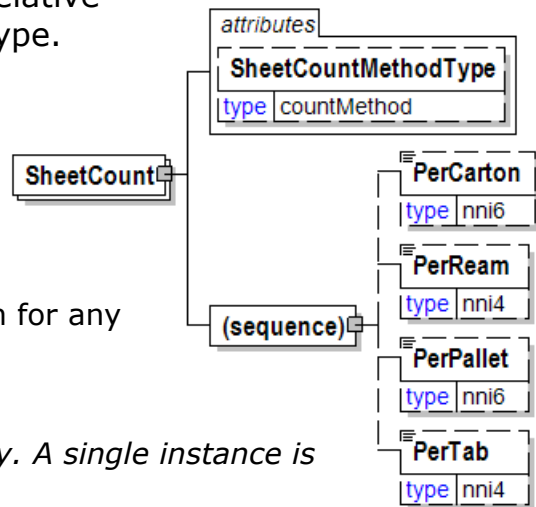 elative
ype.
attributes
SheetCountMethodType
type countMethod
SheetCount
PerCarton
type nni6
PerReam
type nni4
n for any
(sequence)
PerPallet
type nni6
y. A single instance is
PerTab
type nni4